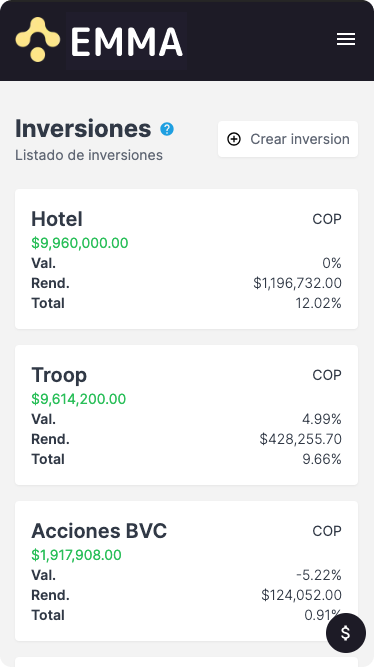 EMMA
Inversiones ?
Listado de inversiones
Crear inversion
Hotel COP
$9,960,000.00
Val. 0%
Rend. $1,196,732.00
Total 12.02%
Troop COP
$9,614,200.00
Val. 4.99%
Rend. $428,255.70
Total 9.66%
Acciones BVC COP
$1,917,908.00
Val. -5.22%
Rend. $124,052.00
Total 0.91%
$